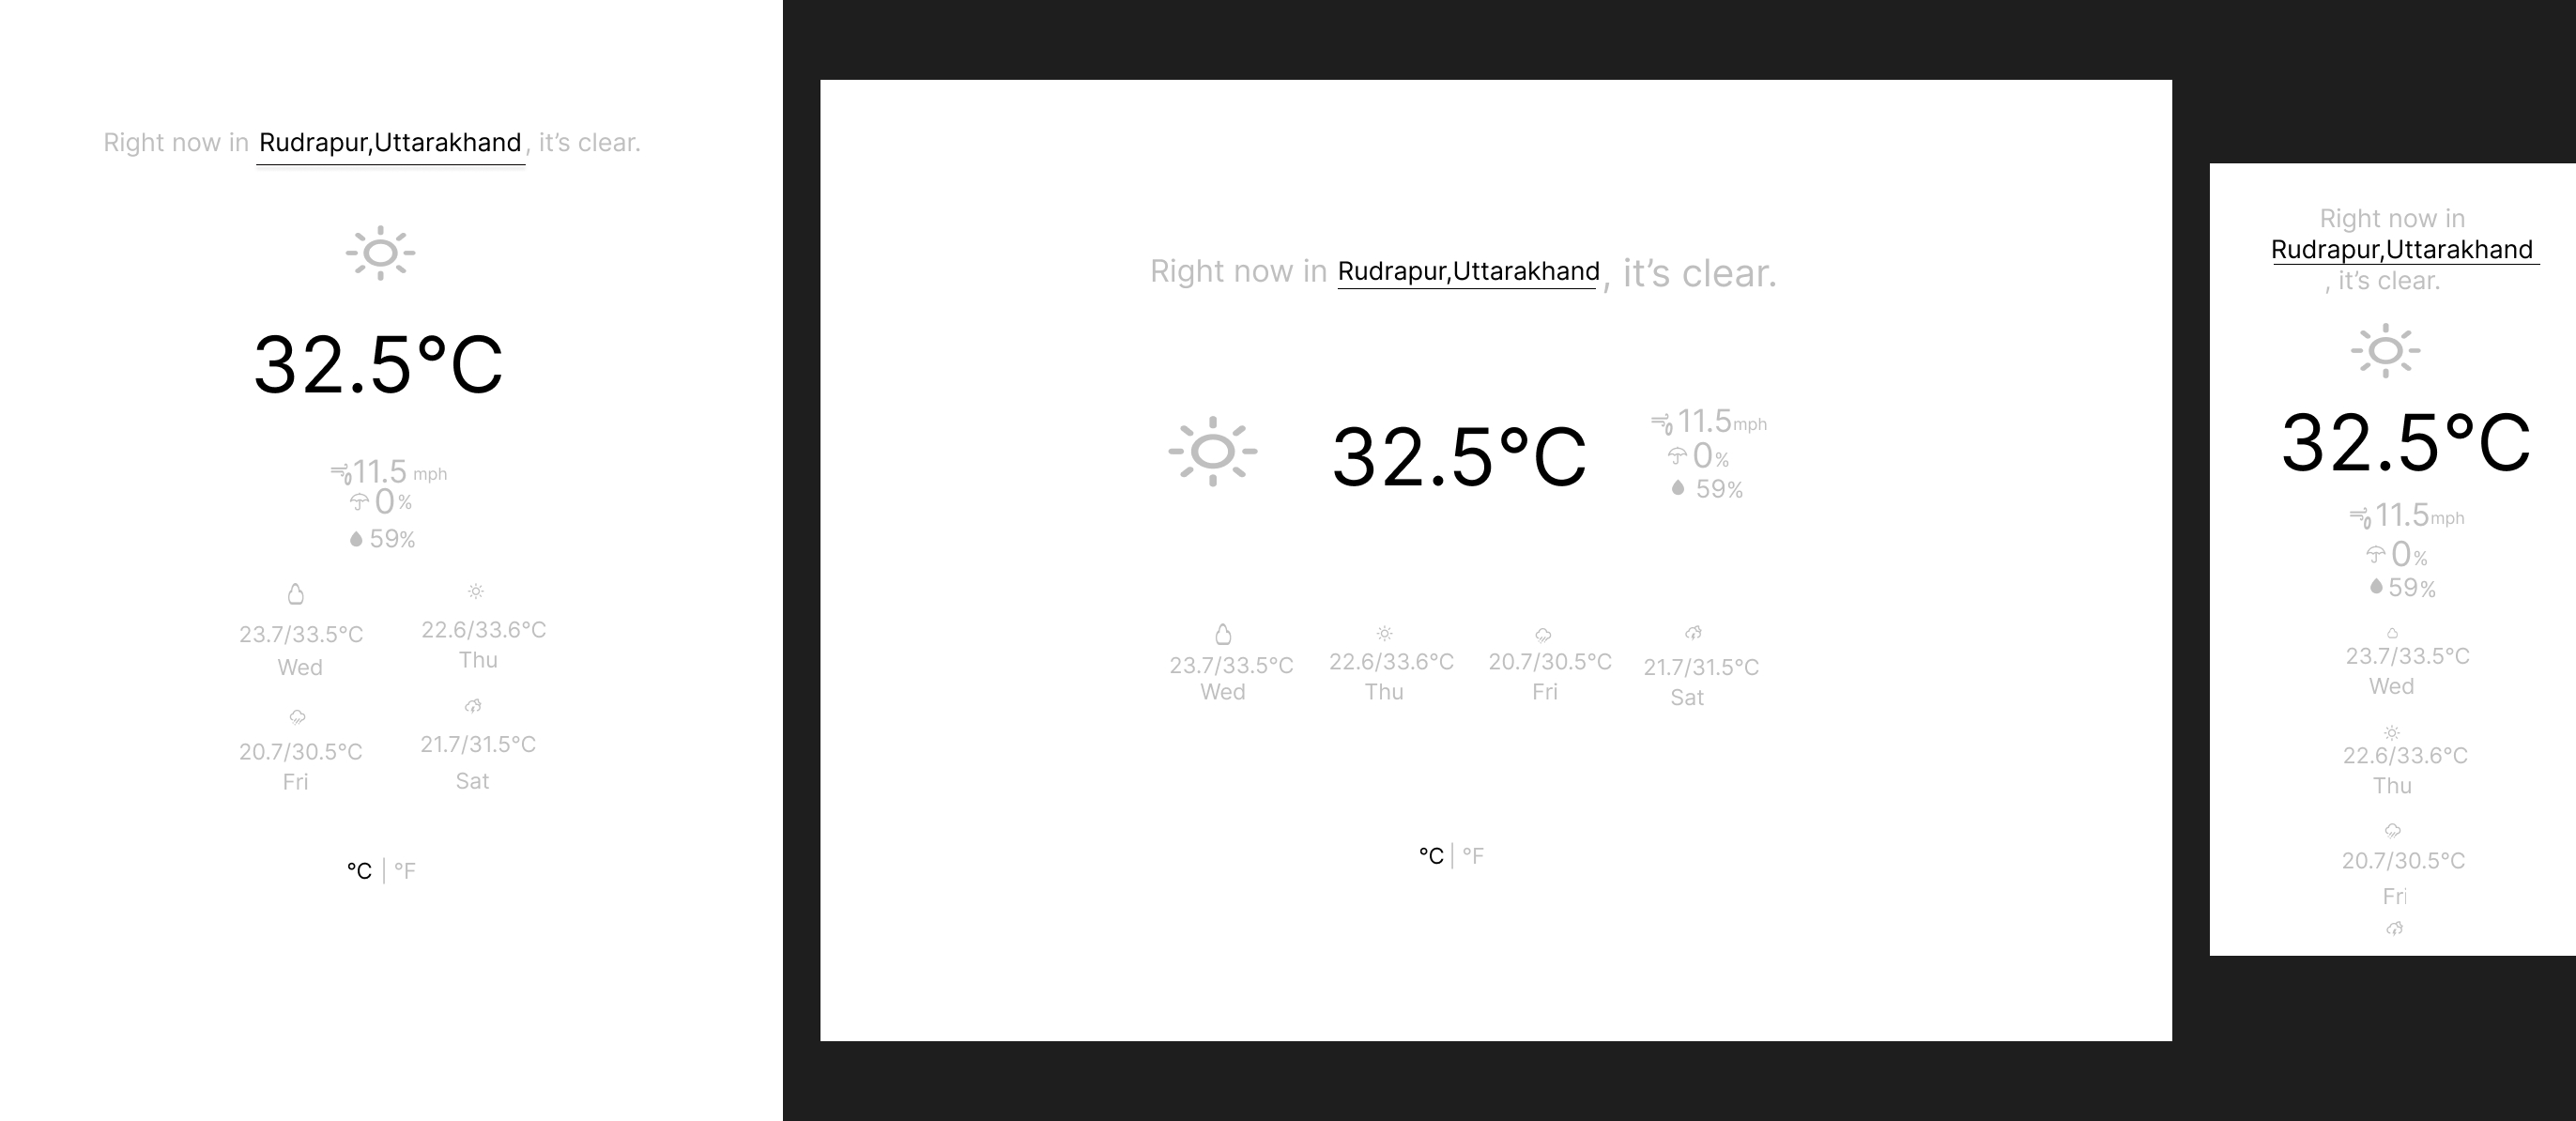 Right now in Rudrapur,Uttarakhand , it’s clear.
32.5°C
11.5 mph
0 %
59%
23.7/33.5°C
Wed
22.6/33.6°C
Thu
20.7/30.5°C
Fri
21.7/31.5°C
Sat
°C | °F
Right now in Rudrapur,Uttarakhand , it’s clear.
32.5°C
11.5mph
0%
59%
23.7/33.5°C
Wed
22.6/33.6°C
Thu
20.7/30.5°C
Fri
21.7/31.5°C
Sat
°C | °F
Right now in
Rudrapur,Uttarakhand
, it’s clear.
32.5°C
11.5mph
0%
59%
23.7/33.5°C
Wed
22.6/33.6°C
Thu
20.7/30.5°C
Fri